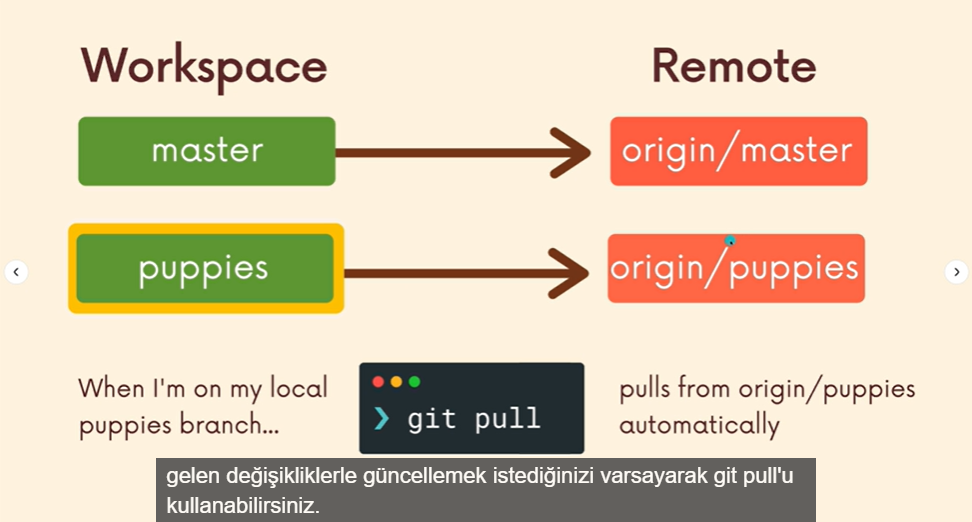 Workspace
Remote
master
origin/master
puppies
origin/puppies
When I'm on my local
puppies branch...
❯ git pull
pulls from origin/puppies
automatically
gelen değişikliklerle güncellemek istediğinizi varsayarak git pull'u
kullanabilirsiniz.